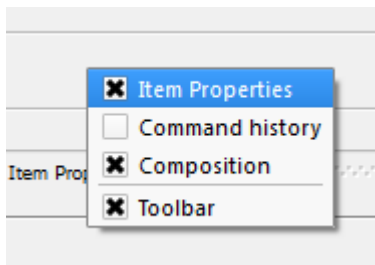 Item Properties
Command history
Composition
Item Prop
Toolbar